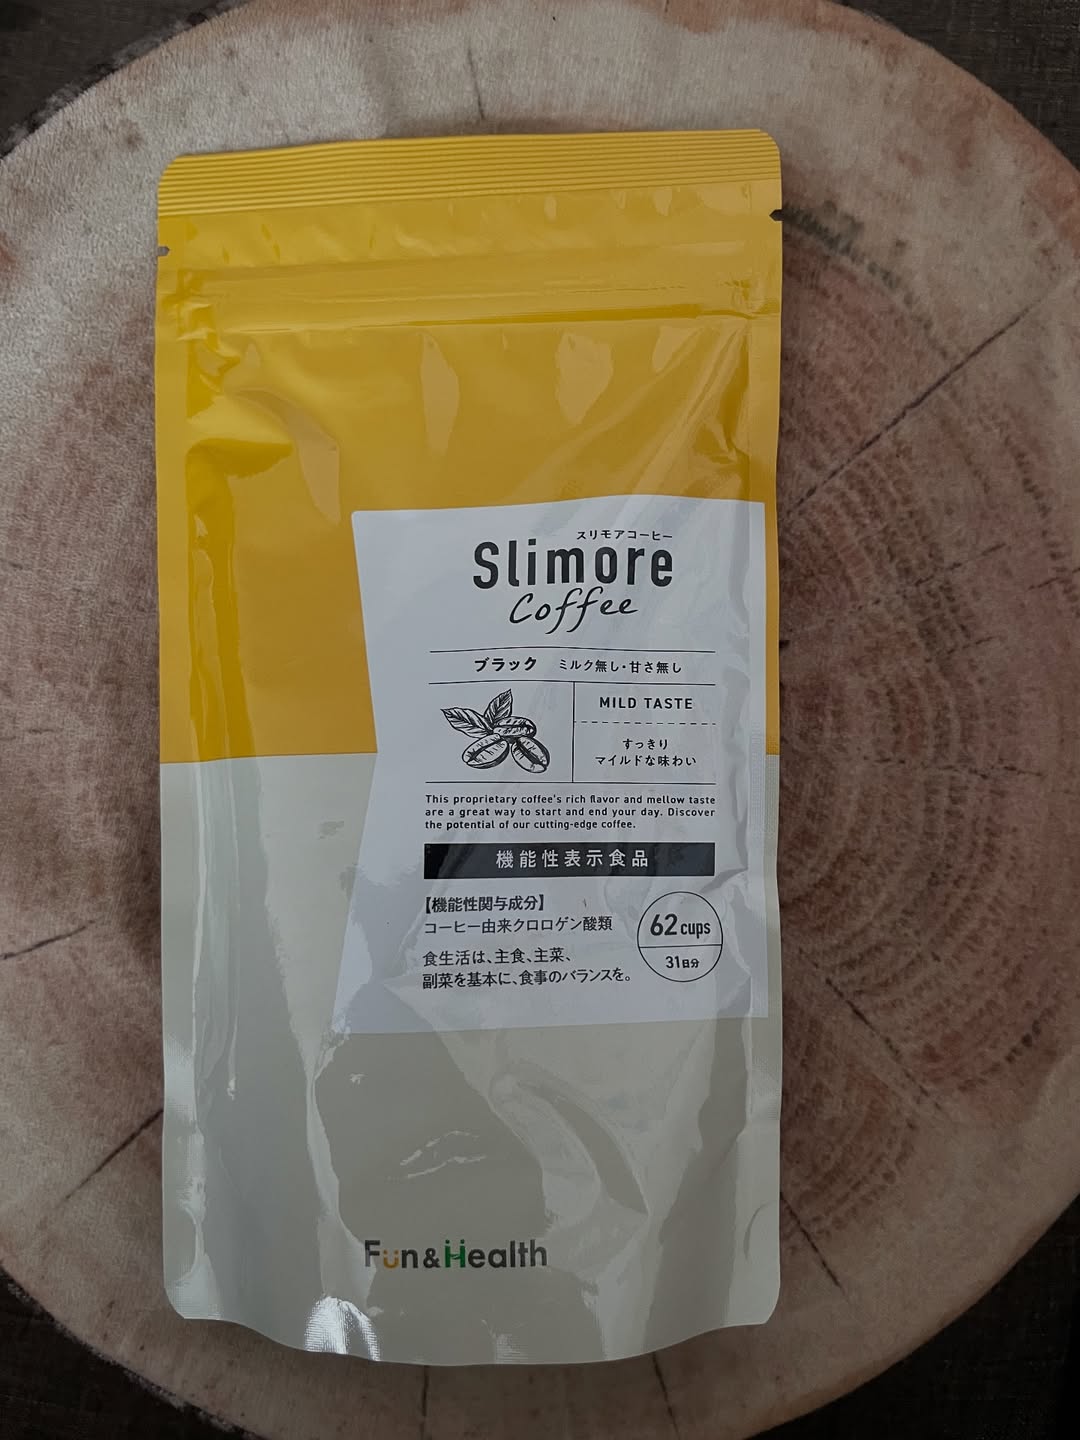 スリモアコーヒー
Slimore
Coffee
ブラック ミルク無し・甘さ無し
MILD TASTE
すっきり
マイルドな味わい
This proprietary coffee's rich flavor and mellow taste
are a great way to start and end your day. Discover
the potential of our cutting-edge coffee.
機能性表示食品
【機能性関与成分】
コーヒー由来クロロゲン酸類
62 cups
31日分
食生活は、主食、主菜、
副菜を基本に、食事のバランスを。
Fun&Health